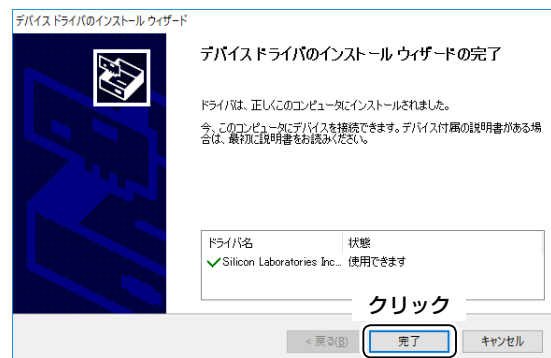 デバイス ドライバのインストール ウィザード
デバイス ドライバのインストール ウィザードの完了
ドライバは、正しくこのコンピュータにインストールされました。
今、このコンピュータにデバイスを接続できます。デバイス付属の説明書がある場
合は、最初に説明書をお読みください。
ドライバ名 状態
Silicon Laboratories Inc... 使用できます
クリック
< 戻る(B) 完了 キャンセル